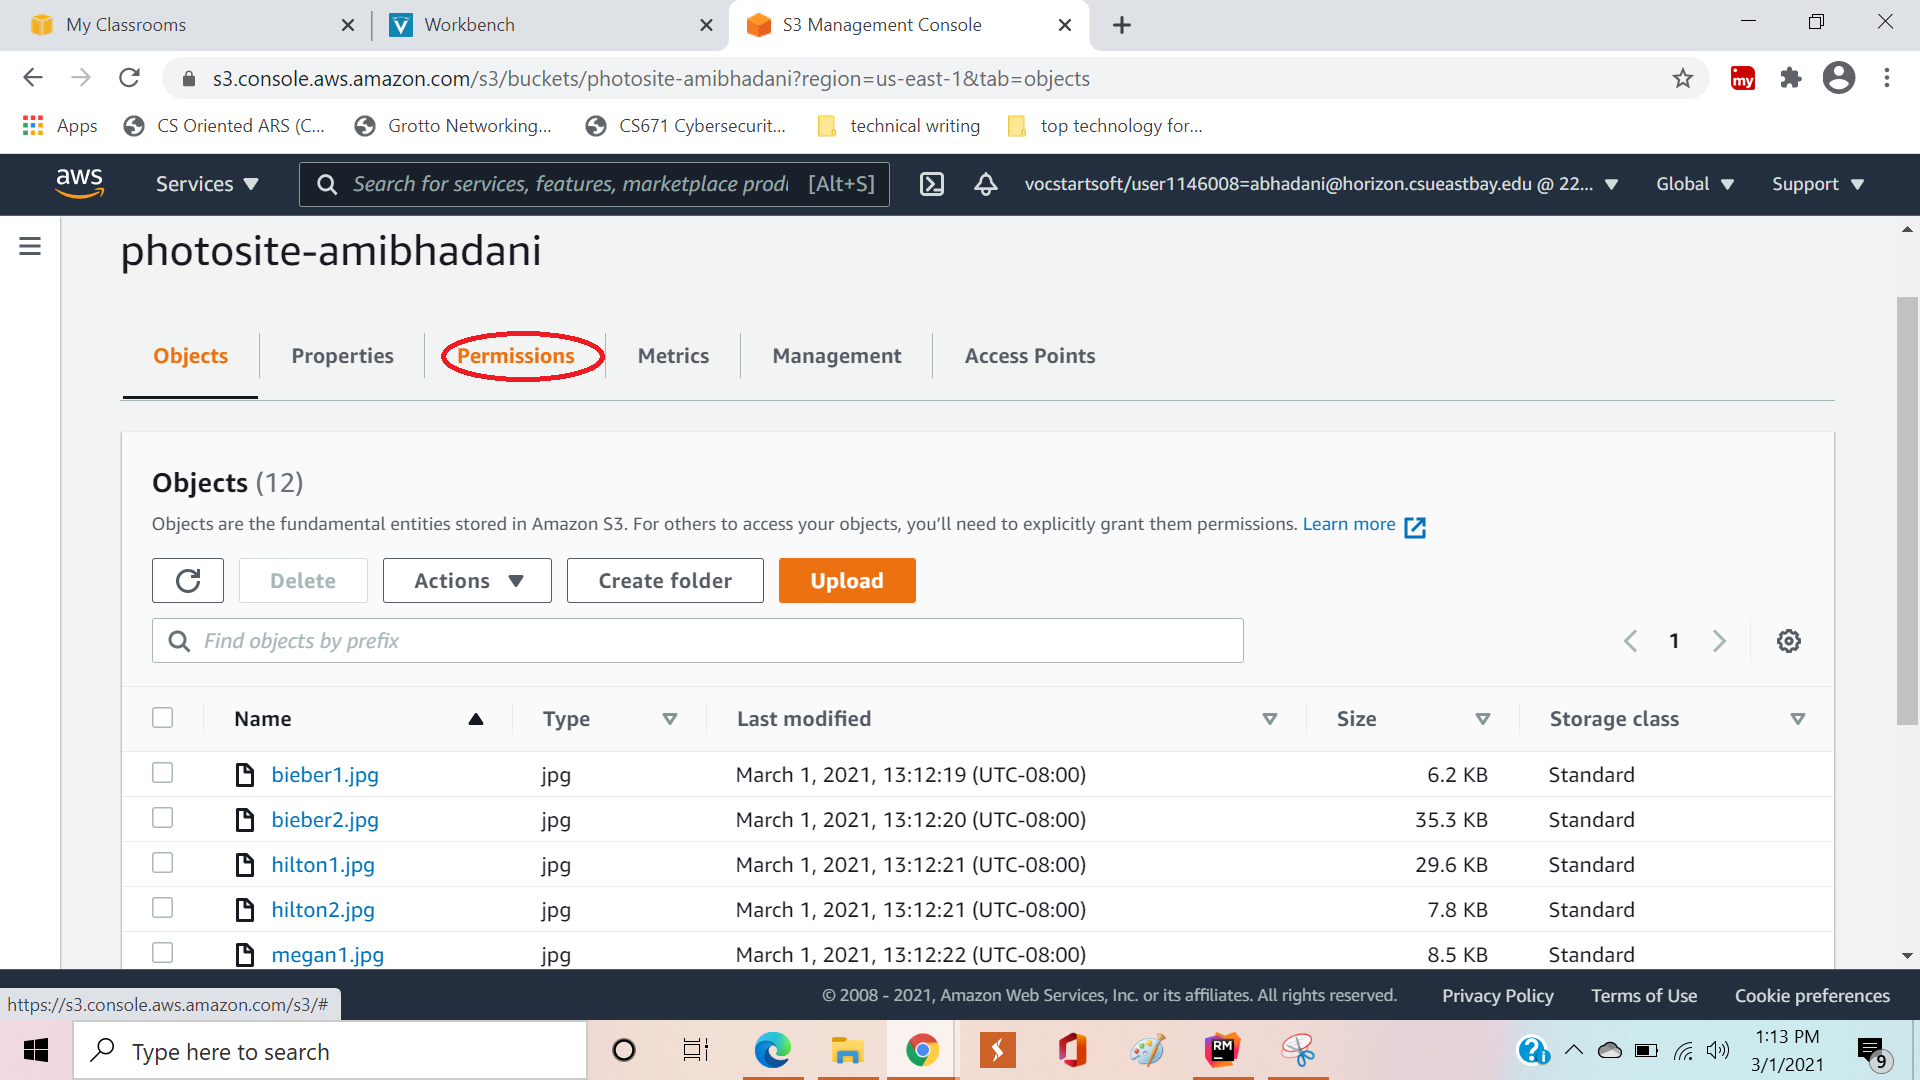 My Classrooms
Workbench
S3 Management Console
s3.console.aws.amazon.com/s3/buckets/photosite-amibhadani?region=us-east-1&tab=objects
my
Apps
CS Oriented ARS (C...
Grotto Networking...
CS671 Cybersecurit...
technical writing
top technology for...
aws
Services
Search for services, features, marketplace prod
[Alt+S]
vocstartsoft/user1146008=abhadani@horizon.csueastbay.edu @ 22...
Global
Support
photosite-amibhadani
Objects
Properties
Permissions
Metrics
Management
Access Points
Objects (12)
Objects are the fundamental entities stored in Amazon S3. For others to access your objects, you'll need to explicitly grant them permissions. Learn more
Delete
Actions
Create folder
Upload
Find objects by prefix
1
Name Type Last modified Size Storage class
bieber1.jpg jpg March 1, 2021, 13:12:19 (UTC-08:00) 6.2 KB Standard
bieber2.jpg jpg March 1, 2021, 13:12:20 (UTC-08:00) 35.3 KB Standard
hilton1.jpg jpg March 1, 2021, 13:12:21 (UTC-08:00) 29.6 KB Standard
hilton2.jpg jpg March 1, 2021, 13:12:21 (UTC-08:00) 7.8 KB Standard
megan1.jpg jpg March 1, 2021, 13:12:22 (UTC-08:00) 8.5 KB Standard
https://s3.console.aws.amazon.com/s3/#
© 2008 - 2021, Amazon Web Services, Inc. or its affiliates. All rights reserved.
Privacy Policy
Terms of Use
Cookie preferences
Type here to search
RM
1:13 PM
3/1/2021
9